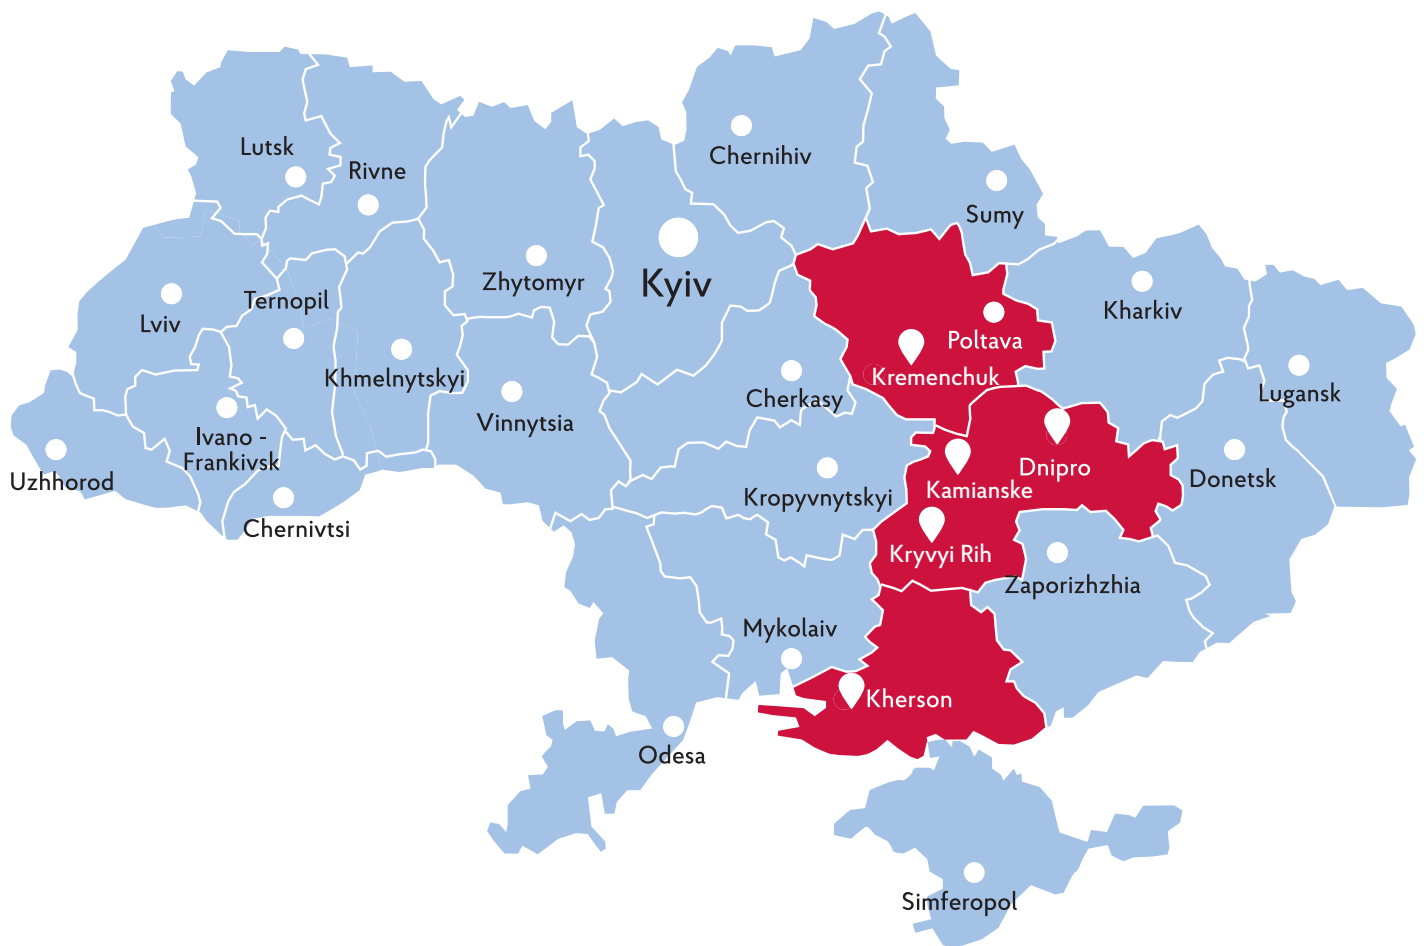 Lutsk
Rivne
Chernihiv
Sumy
Zhytomyr
Kyiv
Lviv
Ternopil
Kharkiv
Poltava
Khmelnytskyi
Kremenchuk
Cherkasy
Lugansk
Vinnytsia
Ivano -
Frankivsk
Uzhhorod
Dnipro
Donetsk
Kamianske
Kropyvnytskyi
Chernivtsi
Kryvyi Rih
Zaporizhzhia
Mykolaiv
Kherson
Odesa
Simferopol